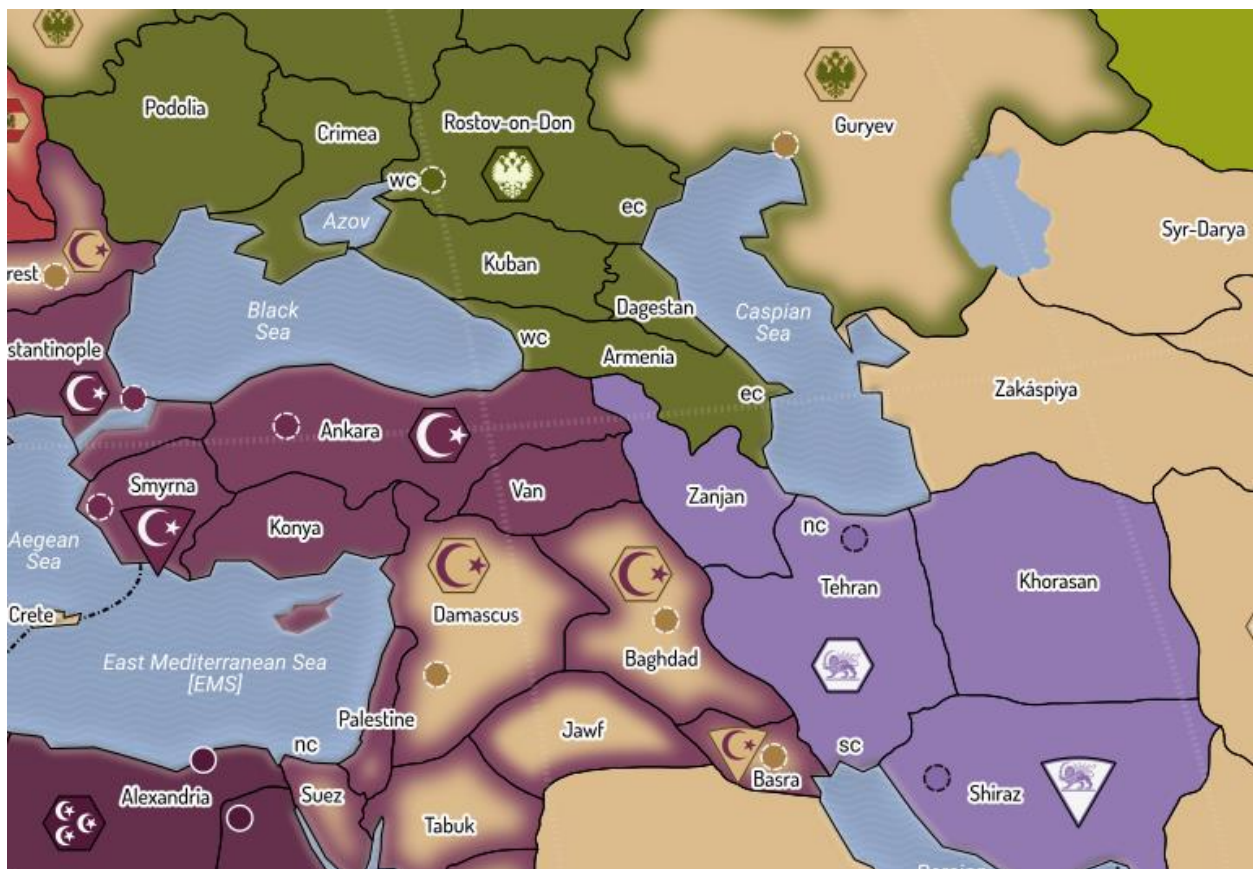 Podolia
Crimea
Rostov-on-Don
Guryev
wc
ec
Azov
Syr-Darya
rest
Kuban
Dagestan
Black
Sea
Caspian
Sea
stantinople
wc
Armenia
ec
Zakáspiya
Ankara
Smyrna
Van
Zanjan
Konya
nc
Aegean
Sea
Tehran
Khorasan
Crete
Damascus
Baghdad
East Mediterranean Sea
[EMS]
Palestine
Jawf
nc
sc
Basra
Alexandria
Suez
Tabuk
Shiraz